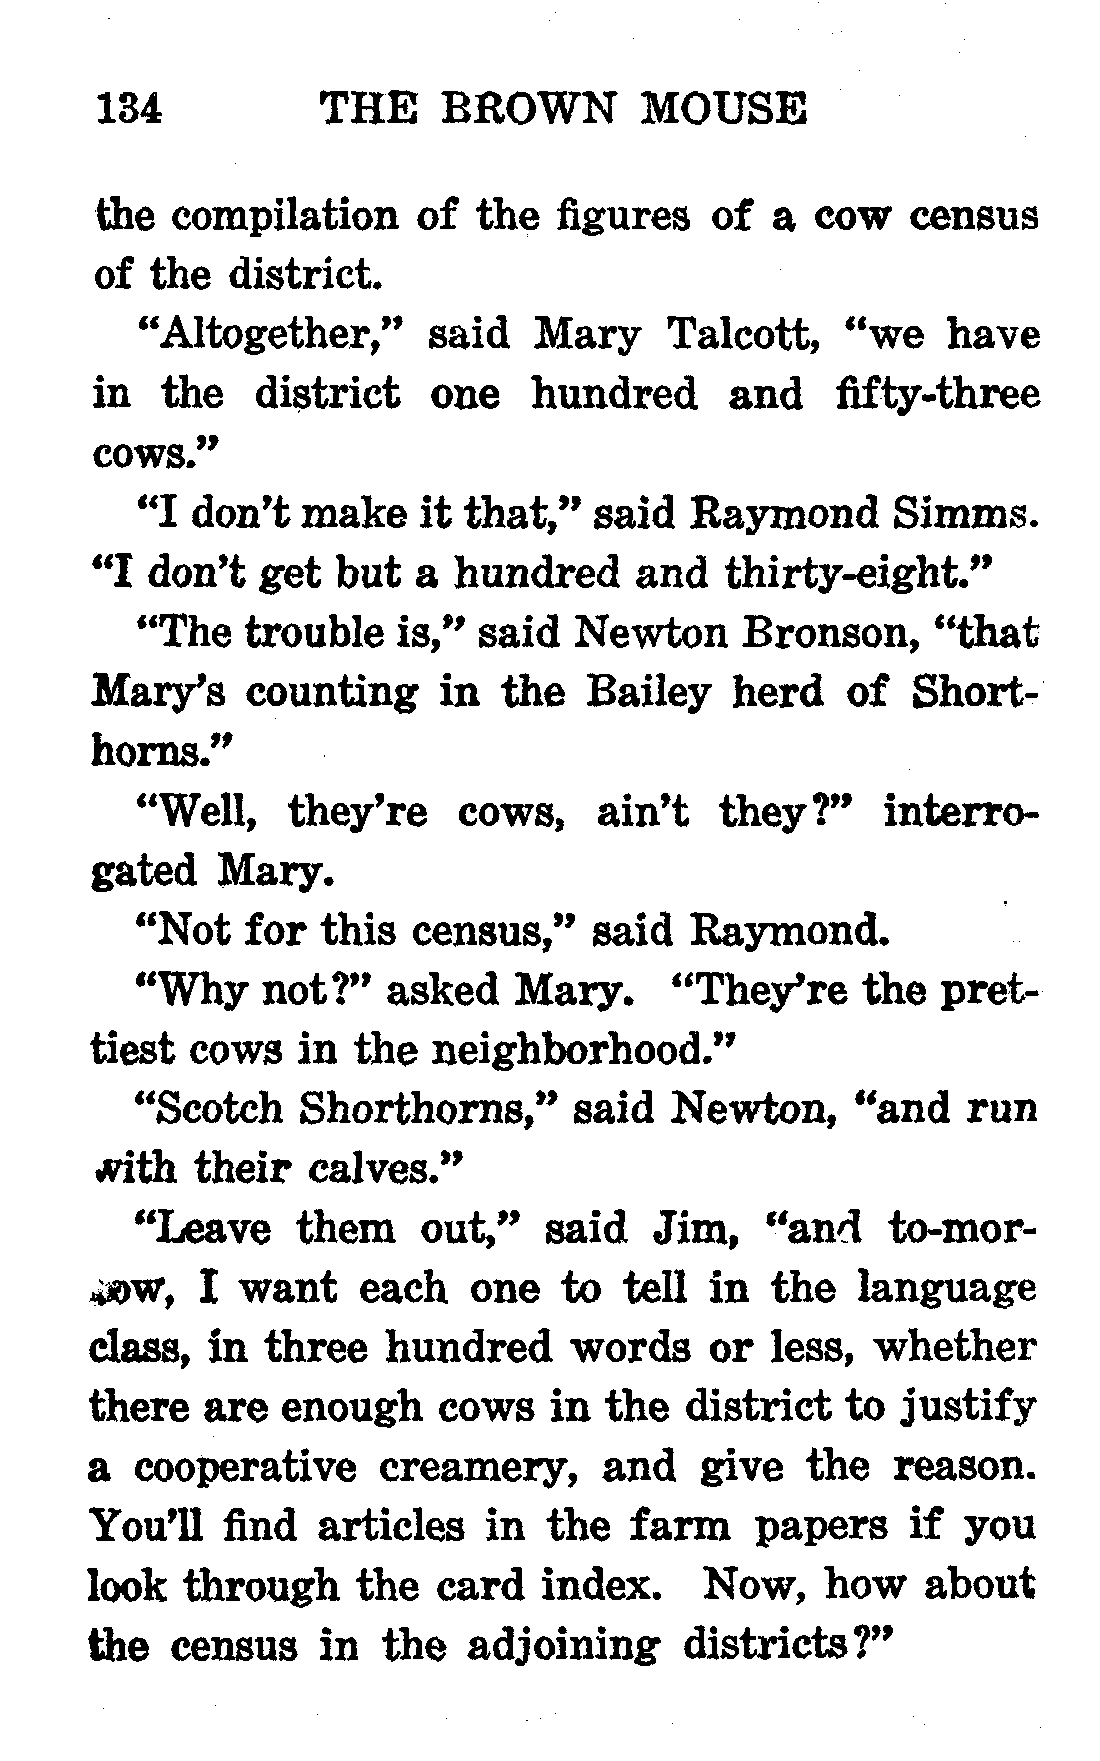 134 THE BROWN MOUSE
the compilation of the figures of a cow census
of the district.
“Altogether,” said Mary Talcott, “we have
in the district one hundred and fifty-three
cows.”
“I don’t make it that,” said Raymond Simms.
“I don’t get but a hundred and thirty-eight.”
“The trouble is,” said Newton Bronson, “that
Mary’s counting in the Bailey herd of Short-
horns.”
“Well, they’re cows, ain’t they?” interro-
gated Mary.
“Not for this census,” said Raymond.
“Why not?” asked Mary. “They’re the pret-
tiest cows in the neighborhood.”
“Scotch Shorthorns,” said Newton, “and run
with their calves.”
“Leave them out,” said Jim, “and to-mor-
row, I want each one to tell in the language
class, in three hundred words or less, whether
there are enough cows in the district to justify
a cooperative creamery, and give the reason.
You’ll find articles in the farm papers if you
look through the card index. Now, how about
the census in the adjoining districts?”